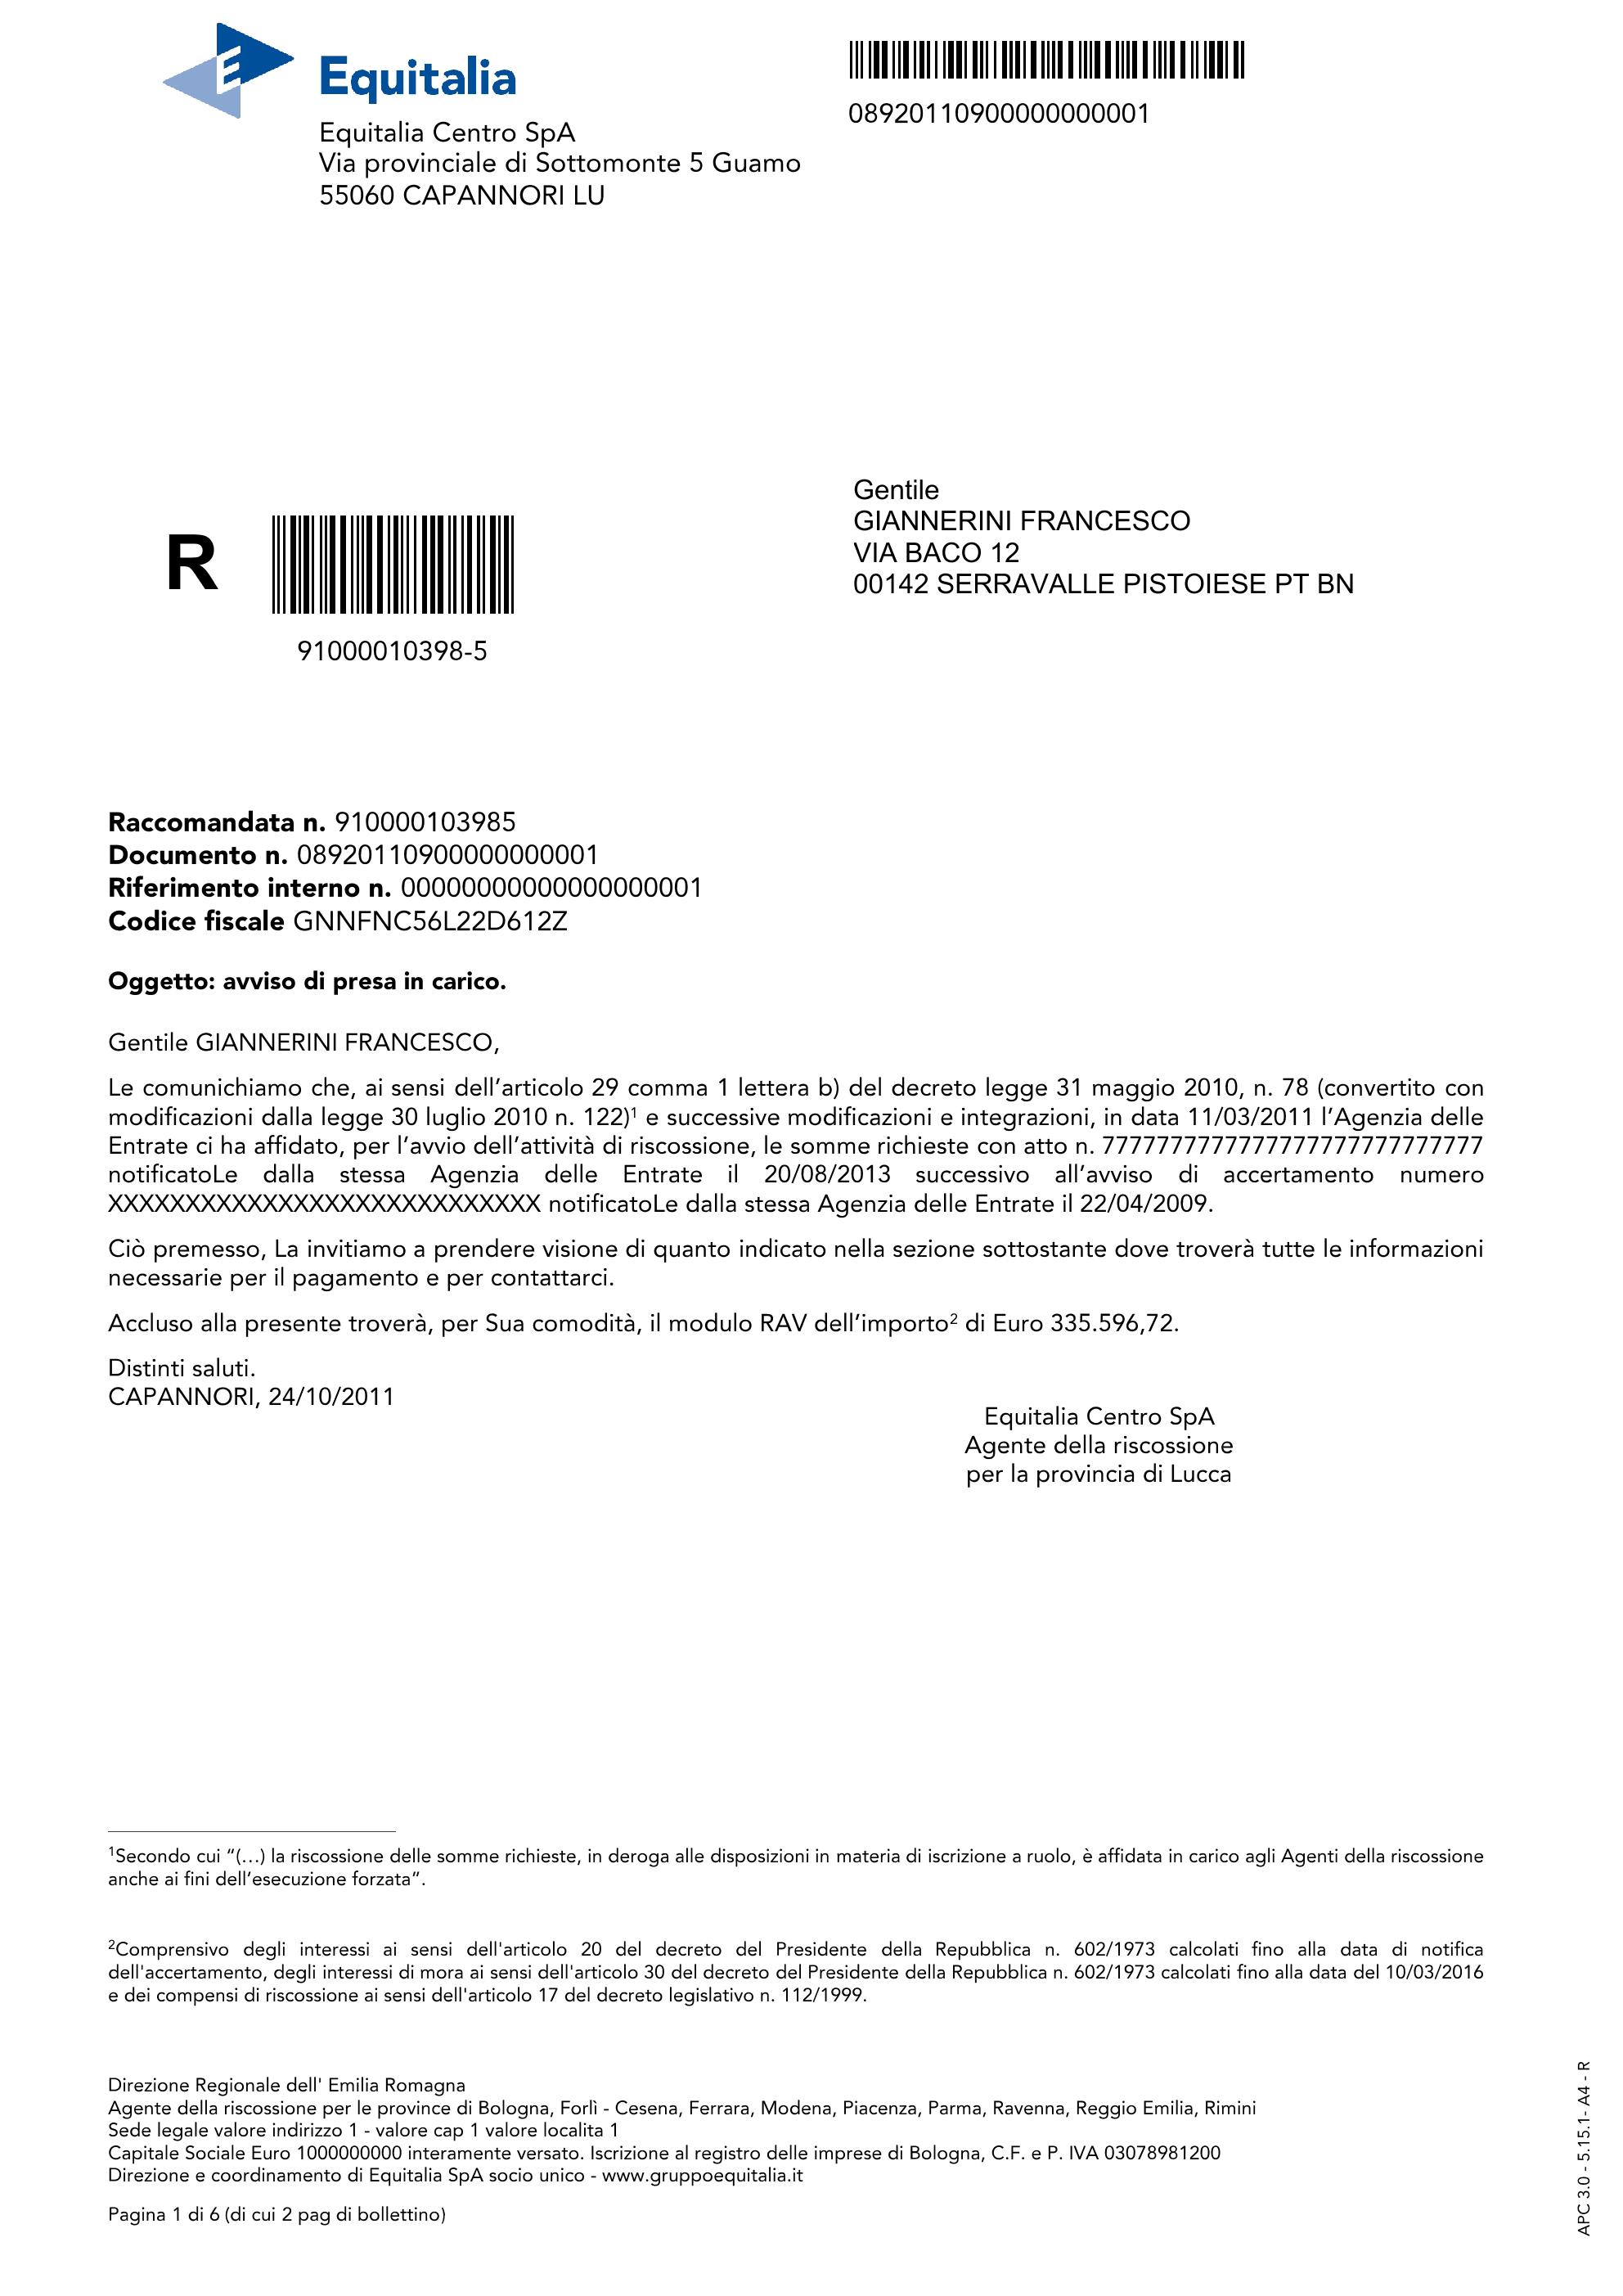 Equitalia
Equitalia Centro SpA
Via provinciale di Sottomonte 5 Guamo
55060 CAPANNORI LU
08920110900000000001
Gentile
GIANNERINI FRANCESCO
VIA BACO 12
00142 SERRAVALLE PISTOIESE PT BN
R
91000010398-5
Raccomandata n. 910000103985
Documento n. 08920110900000000001
Riferimento interno n. 00000000000000000001
Codice fiscale GNNFNC56L22D612Z
Oggetto: avviso di presa in carico.
Gentile GIANNERINI FRANCESCO,
Le comunichiamo che, ai sensi dell’articolo 29 comma 1 lettera b) del decreto legge 31 maggio 2010, n. 78 (convertito con
modificazioni dalla legge 30 luglio 2010 n. 122)¹ e successive modificazioni e integrazioni, in data 11/03/2011 l’Agenzia delle
Entrate ci ha affidato, per l’avvio dell’attività di riscossione, le somme richieste con atto n. 7777777777777777777777777777
notificatoLe dalla stessa Agenzia delle Entrate il 20/08/2013 successivo all’avviso di accertamento numero
XXXXXXXXXXXXXXXXXXXXXXXXXXXX notificatoLe dalla stessa Agenzia delle Entrate il 22/04/2009.
Ciò premesso, La invitiamo a prendere visione di quanto indicato nella sezione sottostante dove troverà tutte le informazioni
necessarie per il pagamento e per contattarci.
Accluso alla presente troverà, per Sua comodità, il modulo RAV dell’importo² di Euro 335.596,72.
Distinti saluti.
CAPANNORI, 24/10/2011
Equitalia Centro SpA
Agente della riscossione
per la provincia di Lucca
¹Secondo cui “(...) la riscossione delle somme richieste, in deroga alle disposizioni in materia di iscrizione a ruolo, è affidata in carico agli Agenti della riscossione
anche ai fini dell’esecuzione forzata”.
²Comprensivo degli interessi ai sensi dell'articolo 20 del decreto del Presidente della Repubblica n. 602/1973 calcolati fino alla data di notifica
dell'accertamento, degli interessi di mora ai sensi dell'articolo 30 del decreto del Presidente della Repubblica n. 602/1973 calcolati fino alla data del 10/03/2016
e dei compensi di riscossione ai sensi dell'articolo 17 del decreto legislativo n. 112/1999.
Direzione Regionale dell' Emilia Romagna
Agente della riscossione per le province di Bologna, Forlì - Cesena, Ferrara, Modena, Piacenza, Parma, Ravenna, Reggio Emilia, Rimini
Sede legale valore indirizzo 1 - valore cap 1 valore localita 1
Capitale Sociale Euro 1000000000 interamente versato. Iscrizione al registro delle imprese di Bologna, C.F. e P. IVA 03078981200
Direzione e coordinamento di Equitalia SpA socio unico - www.gruppoequitalia.it
Pagina 1 di 6 (di cui 2 pag di bollettino)
APC 3.0 - 5.15.1- A4 - R